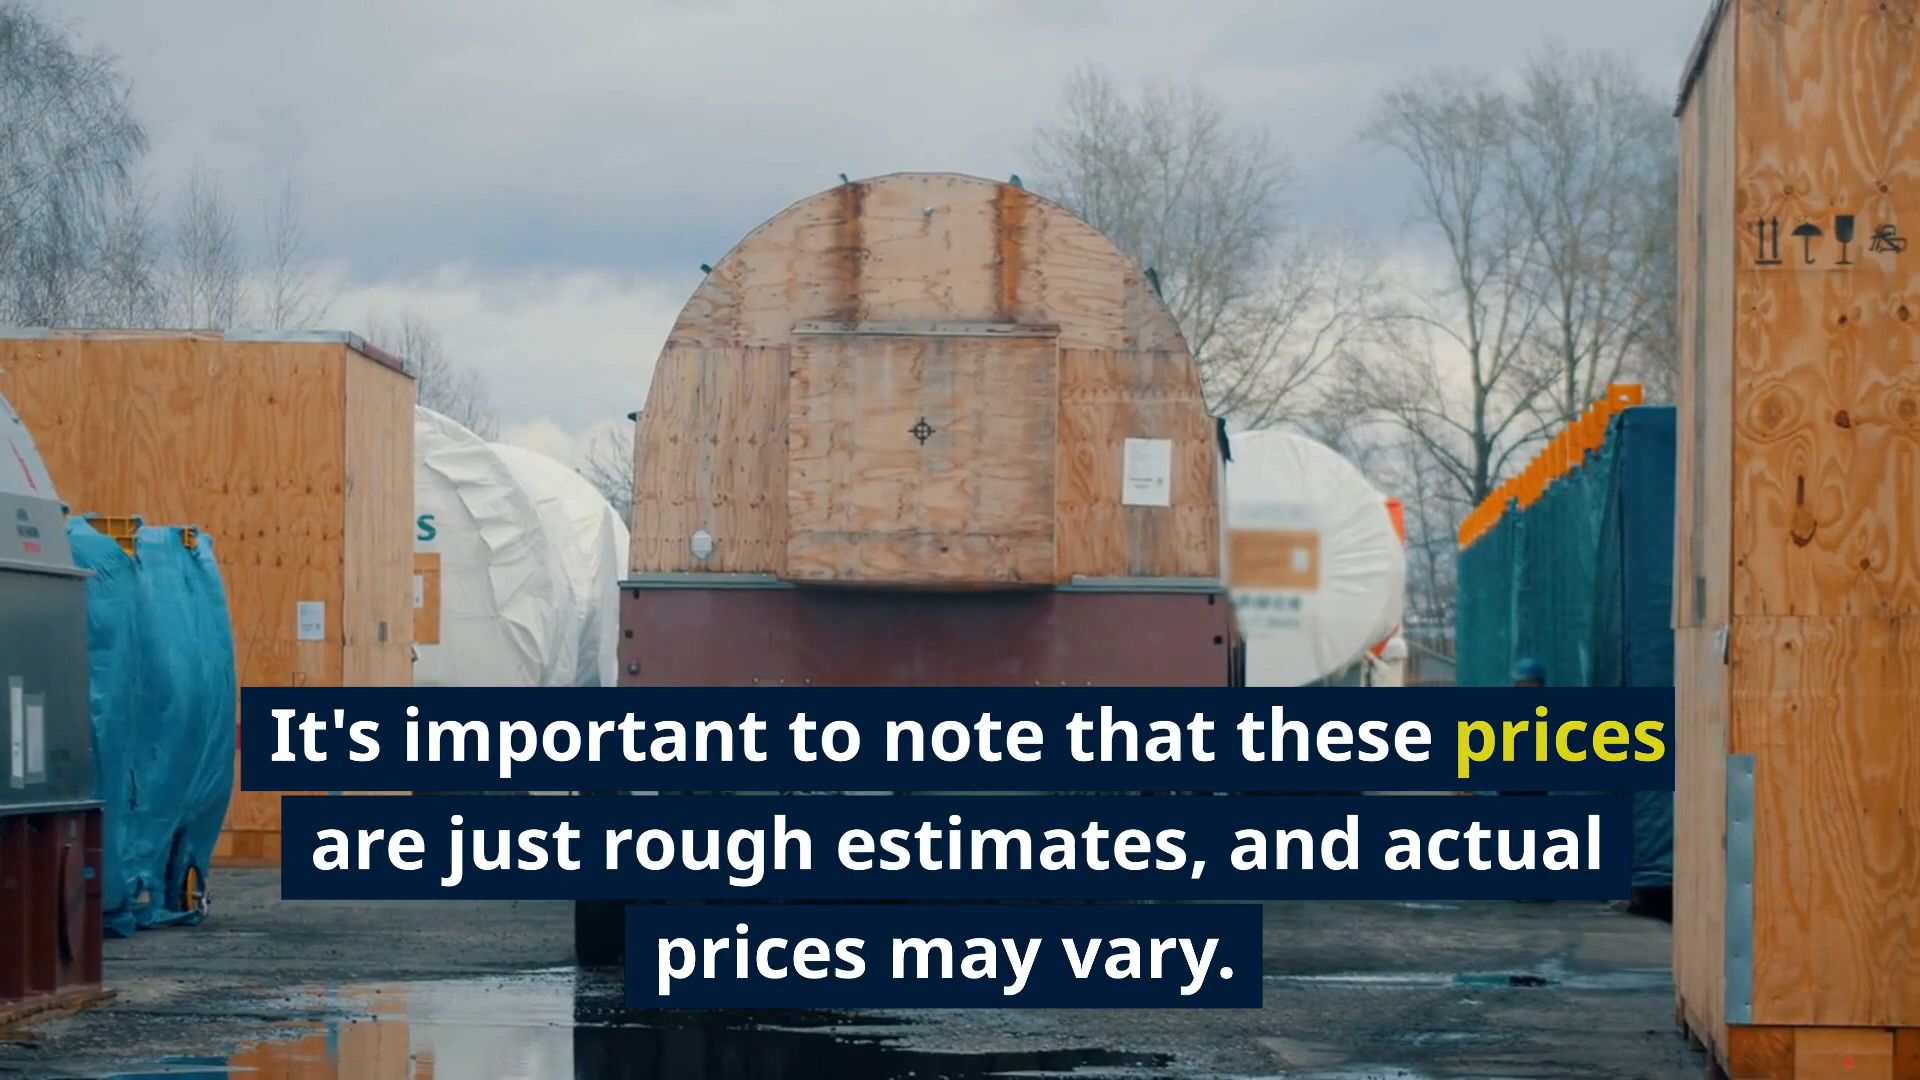 S
It's important to note that these prices
are just rough estimates, and actual
prices may vary.